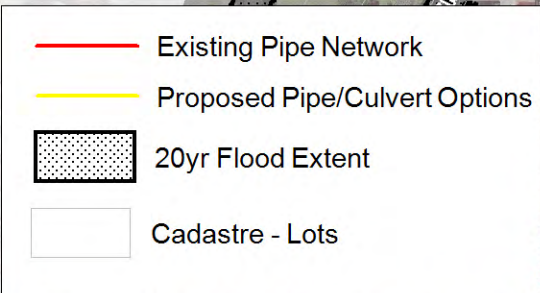 Existing Pipe Network
Proposed Pipe/Culvert Options
20yr Flood Extent
Cadastre - Lots